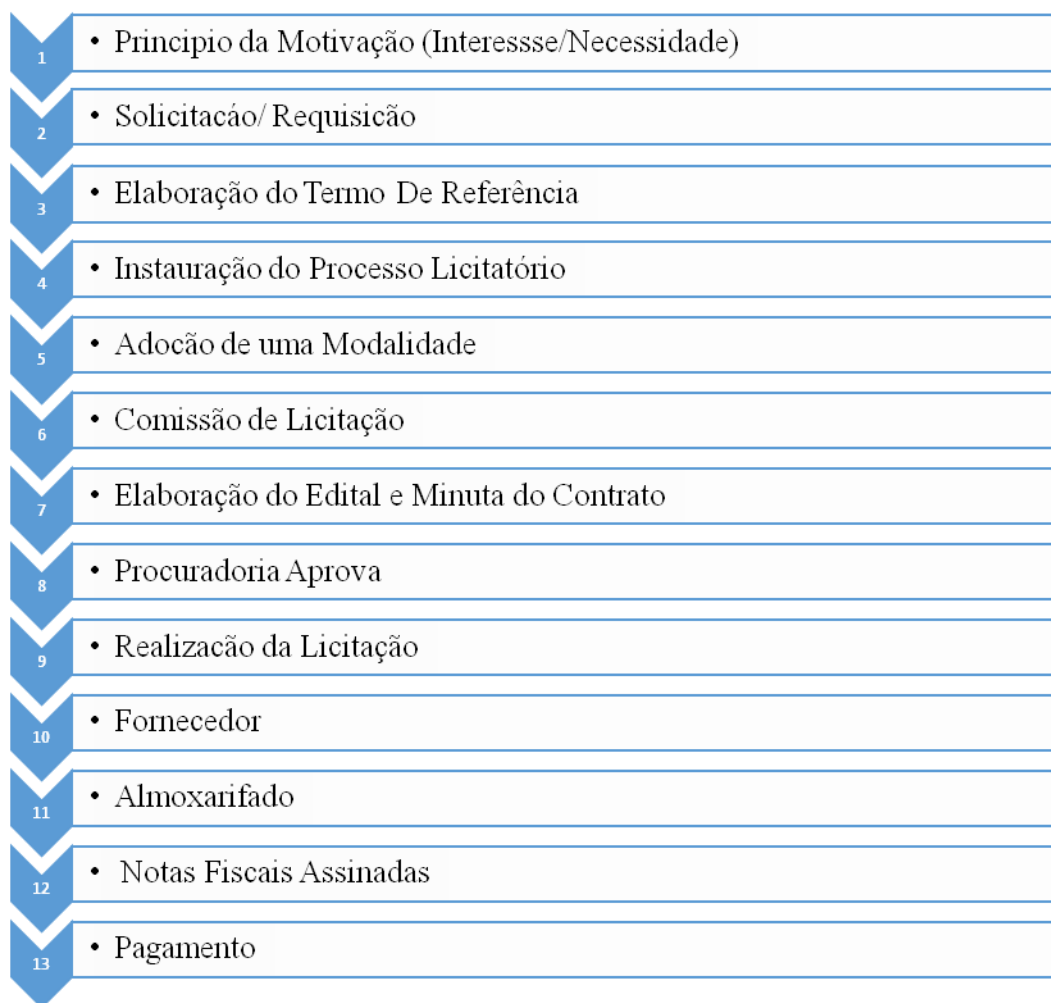 1 • Principio da Motivação (Interessse/Necessidade)
2 • Solicitacáo/ Requisicão
3 • Elaboração do Termo De Referência
4 • Instauração do Processo Licitatório
5 • Adocão de uma Modalidade
6 • Comissão de Licitação
7 • Elaboração do Edital e Minuta do Contrato
8 • Procuradoria Aprova
9 • Realizacão da Licitação
10 • Fornecedor
11 • Almoxarifado
12 • Notas Fiscais Assinadas
13 • Pagamento